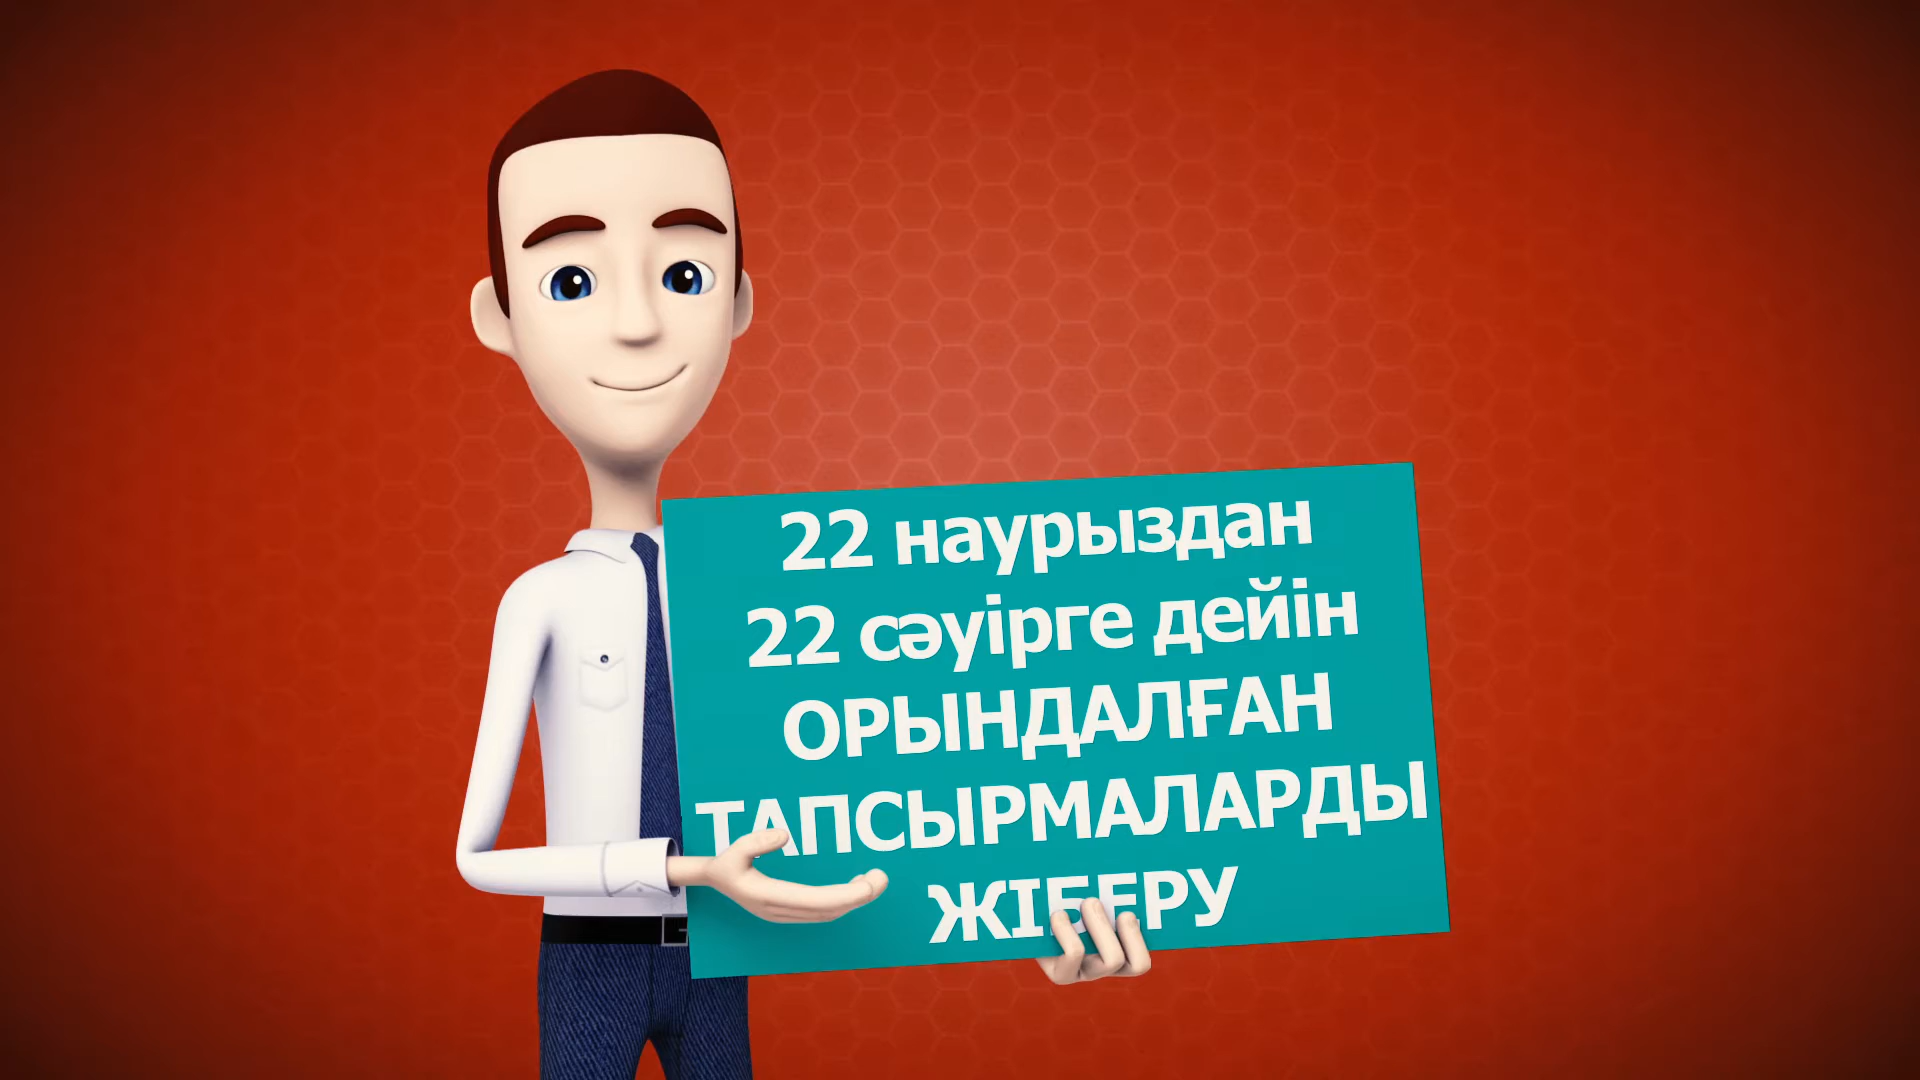 22 наурыздан
22 сәуірге дейін
ОРЫНДАЛҒАН
ТАПСЫРМАЛАРДЫ
ЖІБЕРУ